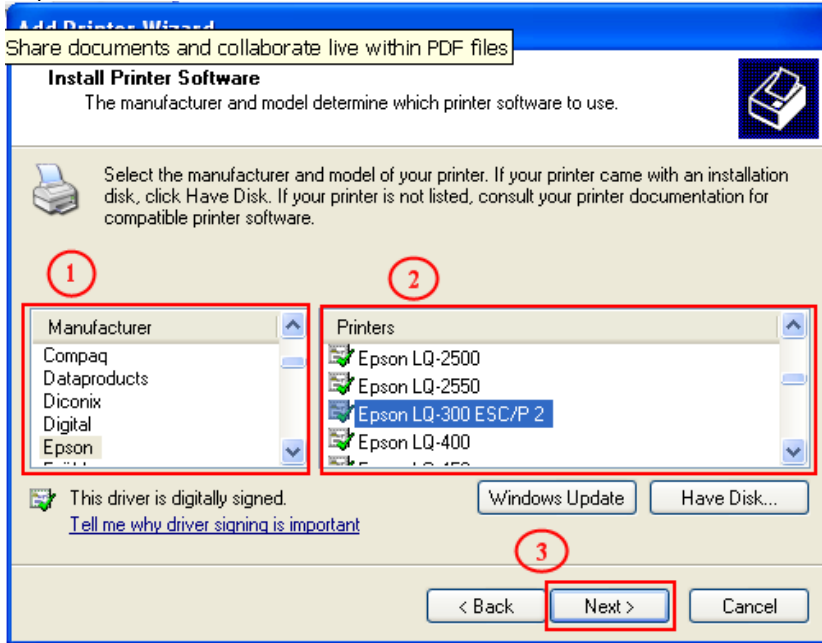 Add Printer Wizard
Share documents and collaborate live within PDF files
Install Printer Software
The manufacturer and model determine which printer software to use.
Select the manufacturer and model of your printer. If your printer came with an installation
disk, click Have Disk. If your printer is not listed, consult your printer documentation for
compatible printer software.
1
2
Manufacturer
Compaq
Dataproducts
Diconix
Digital
Epson
Printers
Epson LQ-2500
Epson LQ-2550
Epson LQ-300 ESC/P 2
Epson LQ-400
This driver is digitally signed.
Tell me why driver signing is important
Windows Update
Have Disk...
3
< Back
Next >
Cancel